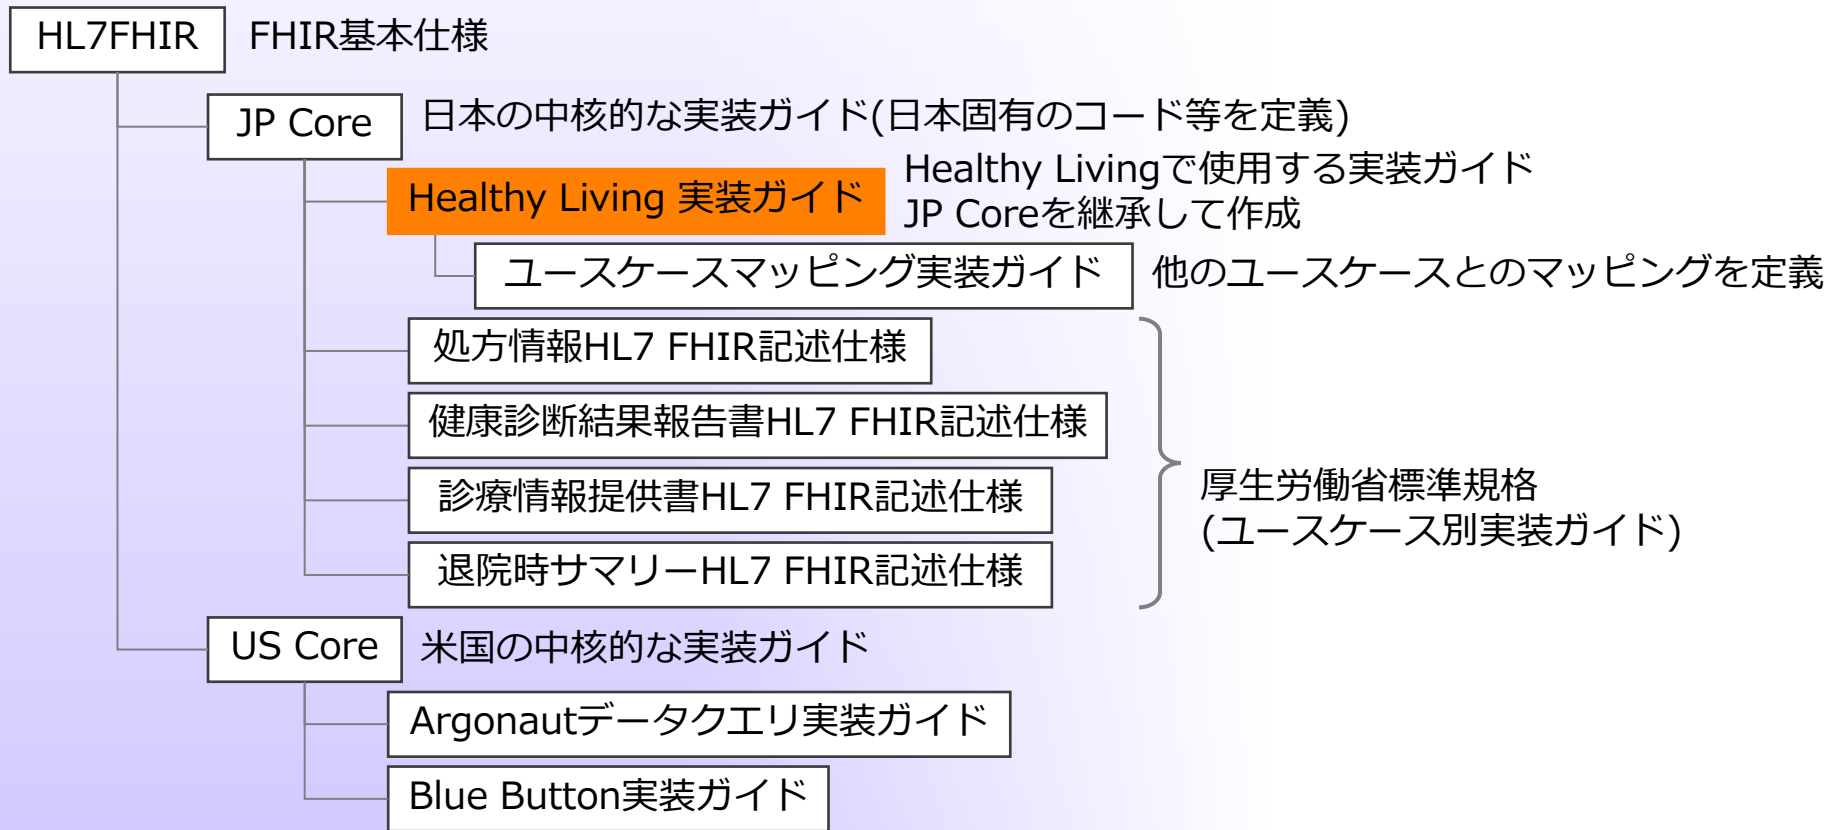 HL7FHIR FHIR基本仕様
JP Core 日本の中核的な実装ガイド(日本固有のコード等を定義)
Healthy Living 実装ガイド
Healthy Livingで使用する実装ガイド
JP Coreを継承して作成
ユースケースマッピング実装ガイド 他のユースケースとのマッピングを定義
処方情報HL7 FHIR記述仕様
健康診断結果報告書HL7 FHIR記述仕様
診療情報提供書HL7 FHIR記述仕様
退院時サマリーHL7 FHIR記述仕様
厚生労働省標準規格
(ユースケース別実装ガイド)
US Core 米国の中核的な実装ガイド
Argonautデータクエリ実装ガイド
Blue Button実装ガイド